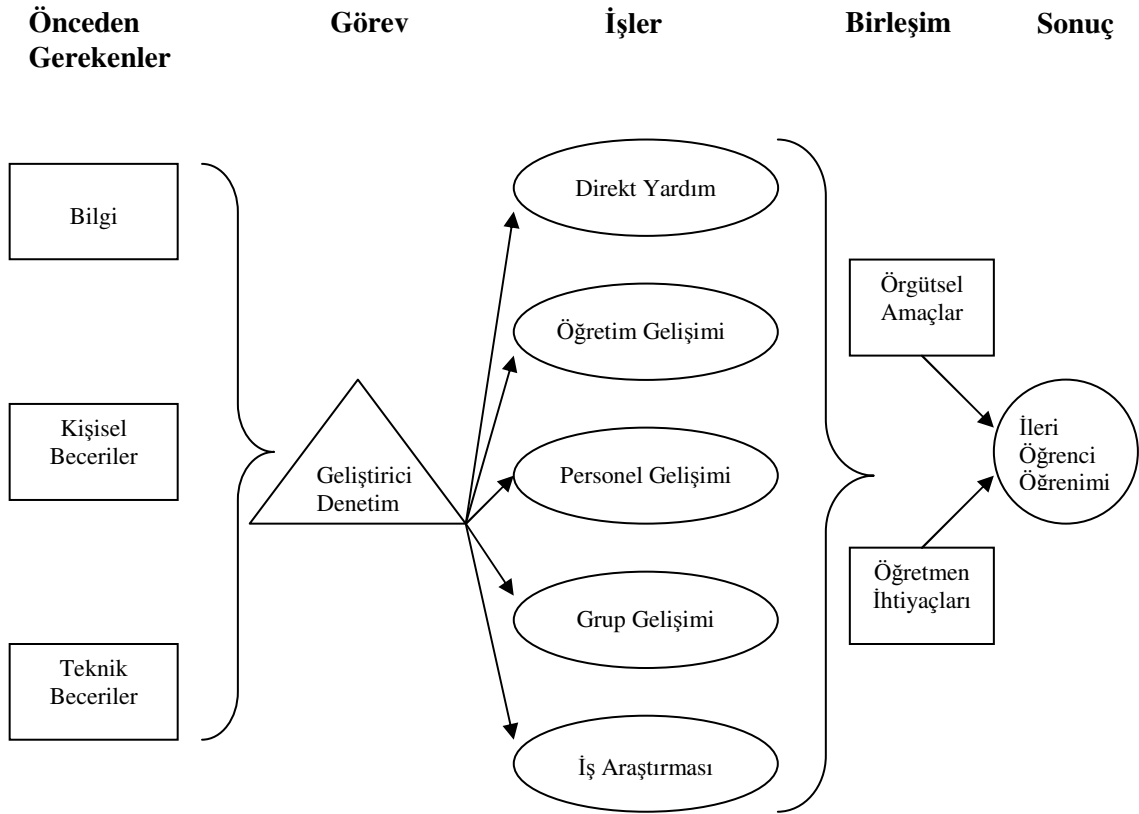 Önceden
Gerekenler
Görev
İşler
Birleşim
Sonuç
Bilgi
Kişisel
Beceriler
Teknik
Beceriler
Geliştirici
Denetim
Direkt Yardım
Öğretim Gelişimi
Personel Gelişimi
Grup Gelişimi
İş Araştırması
Örgütsel
Amaçlar
Öğretmen
İhtiyaçları
İleri
Öğrenci
Öğrenimi